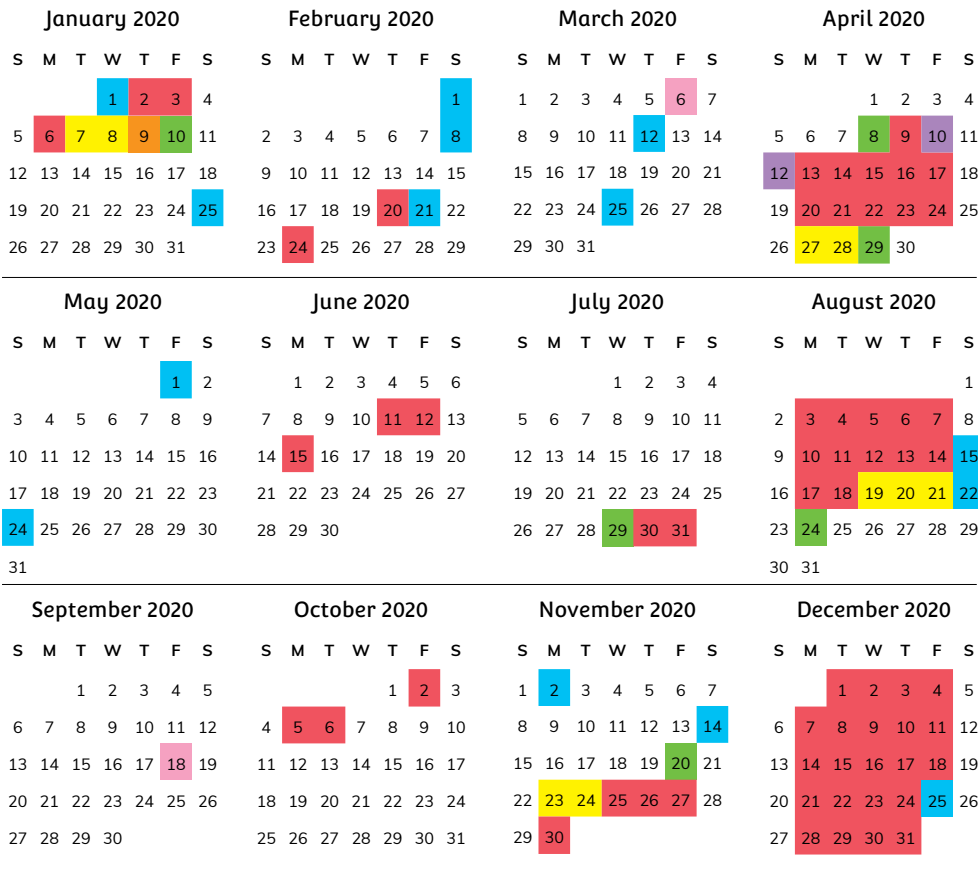 January 2020
S M T W T F S
1 2 3 4
5 6 7 8 9 10 11
12 13 14 15 16 17 18
19 20 21 22 23 24 25
26 27 28 29 30 31
February 2020
S M T W T F S
1
2 3 4 5 6 7 8
9 10 11 12 13 14 15
16 17 18 19 20 21 22
23 24 25 26 27 28 29
March 2020
S M T W T F S
1 2 3 4 5 6 7
8 9 10 11 12 13 14
15 16 17 18 19 20 21
22 23 24 25 26 27 28
29 30 31
April 2020
S M T W T F S
1 2 3 4
5 6 7 8 9 10 11
12 13 14 15 16 17 18
19 20 21 22 23 24 25
26 27 28 29 30
May 2020
S M T W T F S
1 2
3 4 5 6 7 8 9
10 11 12 13 14 15 16
17 18 19 20 21 22 23
24 25 26 27 28 29 30
31
June 2020
S M T W T F S
1 2 3 4 5 6
7 8 9 10 11 12 13
14 15 16 17 18 19 20
21 22 23 24 25 26 27
28 29 30
July 2020
S M T W T F S
1 2 3 4
5 6 7 8 9 10 11
12 13 14 15 16 17 18
19 20 21 22 23 24 25
26 27 28 29 30 31
August 2020
S M T W T F S
1
2 3 4 5 6 7 8
9 10 11 12 13 14 15
16 17 18 19 20 21 22
23 24 25 26 27 28 29
30 31
September 2020
S M T W T F S
1 2 3 4 5
6 7 8 9 10 11 12
13 14 15 16 17 18 19
20 21 22 23 24 25 26
27 28 29 30
October 2020
S M T W T F S
1 2 3
4 5 6 7 8 9 10
11 12 13 14 15 16 17
18 19 20 21 22 23 24
25 26 27 28 29 30 31
November 2020
S M T W T F S
1 2 3 4 5 6 7
8 9 10 11 12 13 14
15 16 17 18 19 20 21
22 23 24 25 26 27 28
29 30
December 2020
S M T W T F S
1 2 3 4 5
6 7 8 9 10 11 12
13 14 15 16 17 18 19
20 21 22 23 24 25 26
27 28 29 30 31